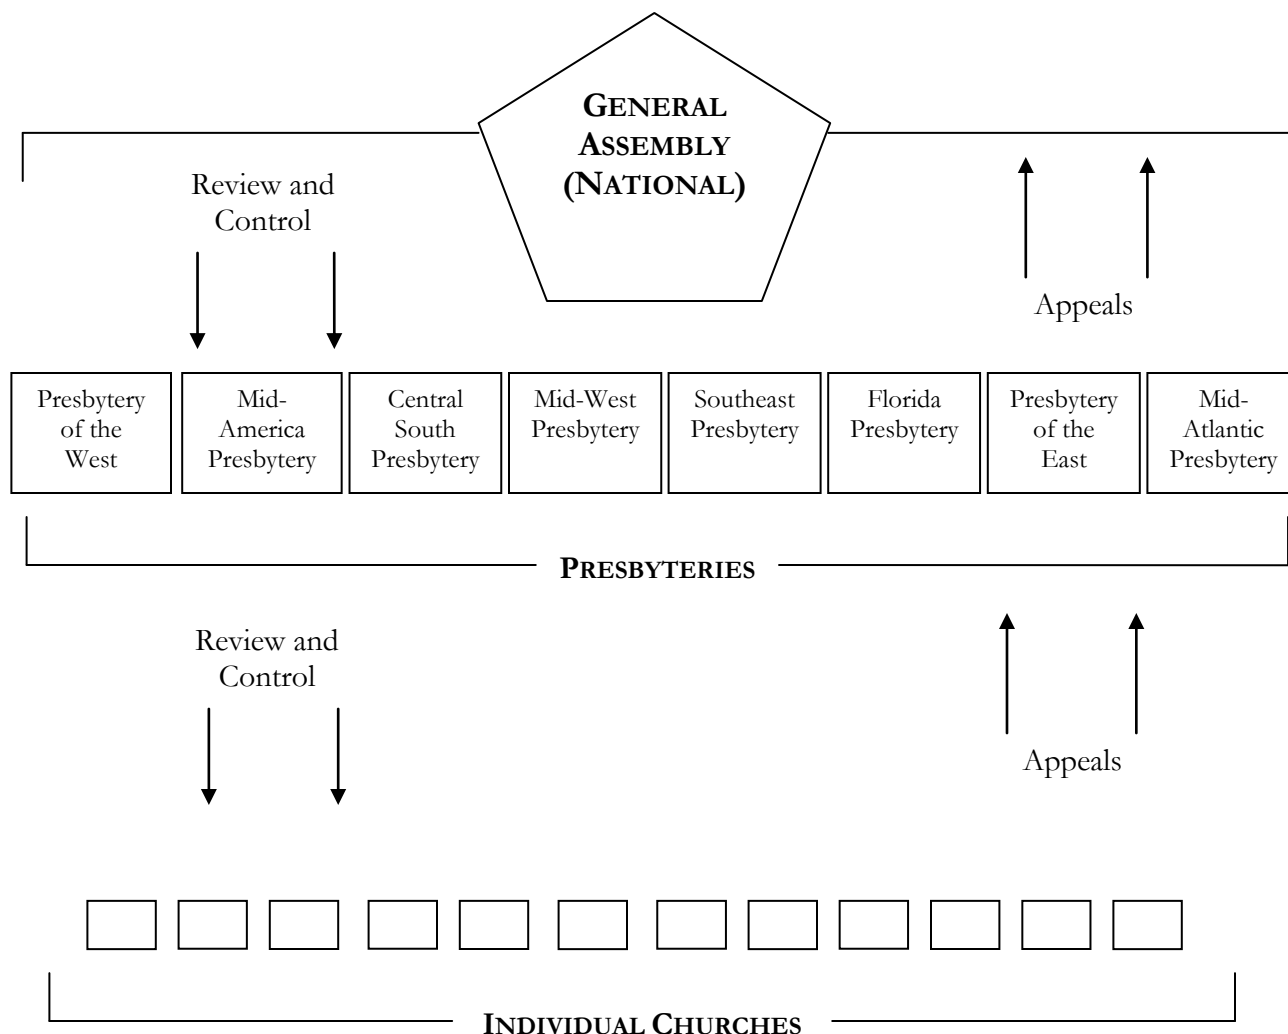 GENERAL
ASSEMBLY
(NATIONAL)
Review and
Control
Appeals
Presbytery
of the
West
Mid-
America
Presbytery
Central
South
Presbytery
Mid-West
Presbytery
Southeast
Presbytery
Florida
Presbytery
Presbytery
of the
East
Mid-
Atlantic
Presbytery
PRESBYTERIES
Review and
Control
Appeals
INDIVIDUAL CHURCHES